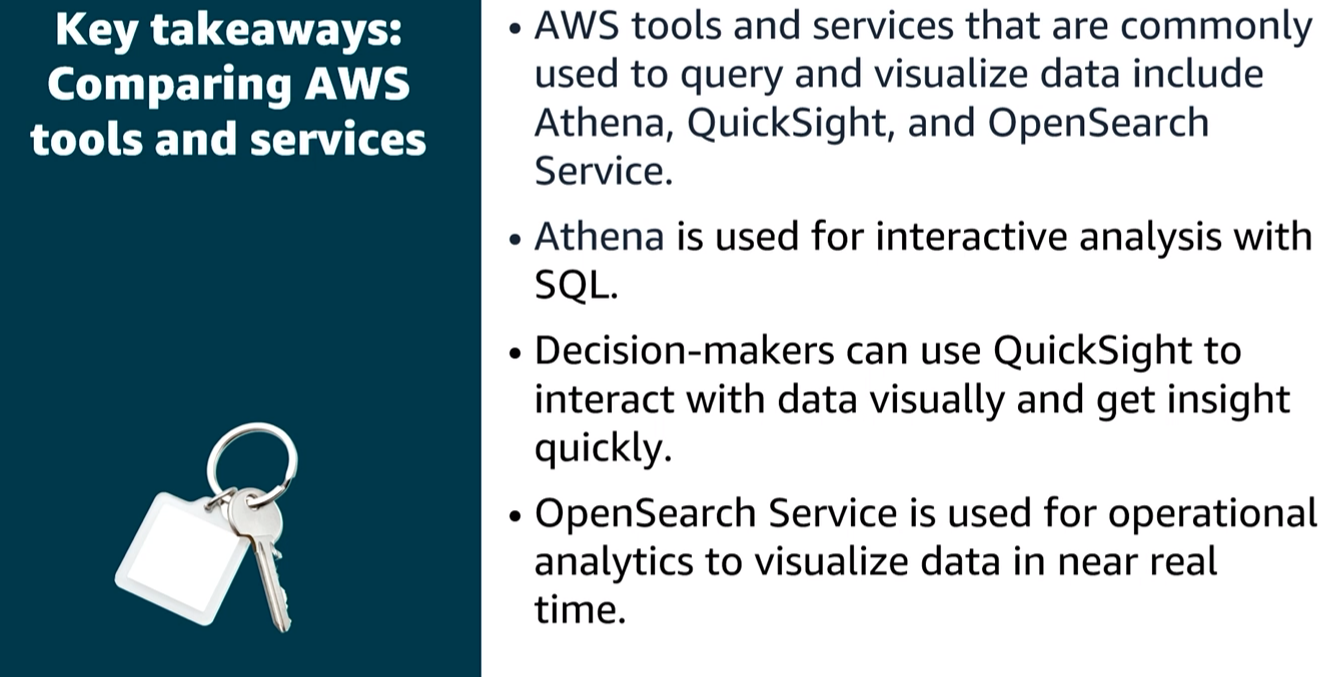 Key takeaways:
Comparing AWS
tools and services
• AWS tools and services that are commonly
used to query and visualize data include
Athena, QuickSight, and OpenSearch
Service.
• Athena is used for interactive analysis with
SQL.
• Decision-makers can use QuickSight to
interact with data visually and get insight
quickly.
• OpenSearch Service is used for operational
analytics to visualize data in near real
time.